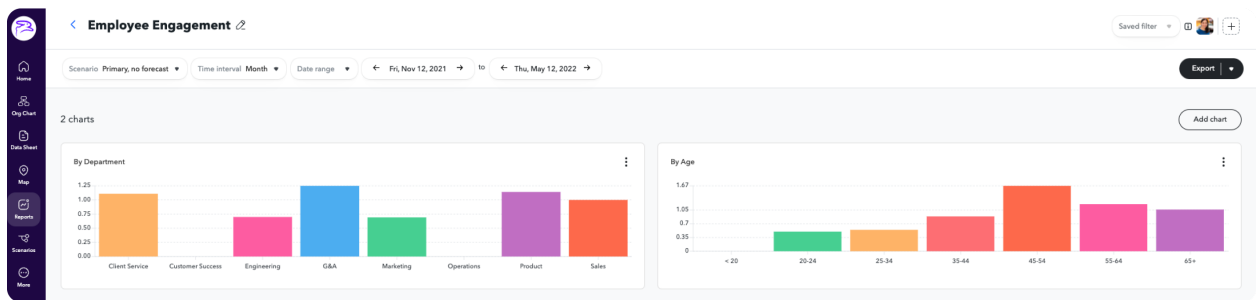 Employee Engagement
Saved filter
Scenario Primary, no forecast
Time interval Month
Date range
← Fri, Nov 12, 2021 →
to
← Thu, May 12, 2022 →
Export
Home
Org Chart
Data Sheet
Map
Reports
Scenarios
More
2 charts
Add chart
By Department
1.25
1.00
0.75
0.50
0.25
0.00
Client Service Customer Success Engineering G&A Marketing Operations Product Sales
By Age
1.67
1.05
0.7
0.35
0
< 20 20-24 25-34 35-44 45-54 55-64 65+